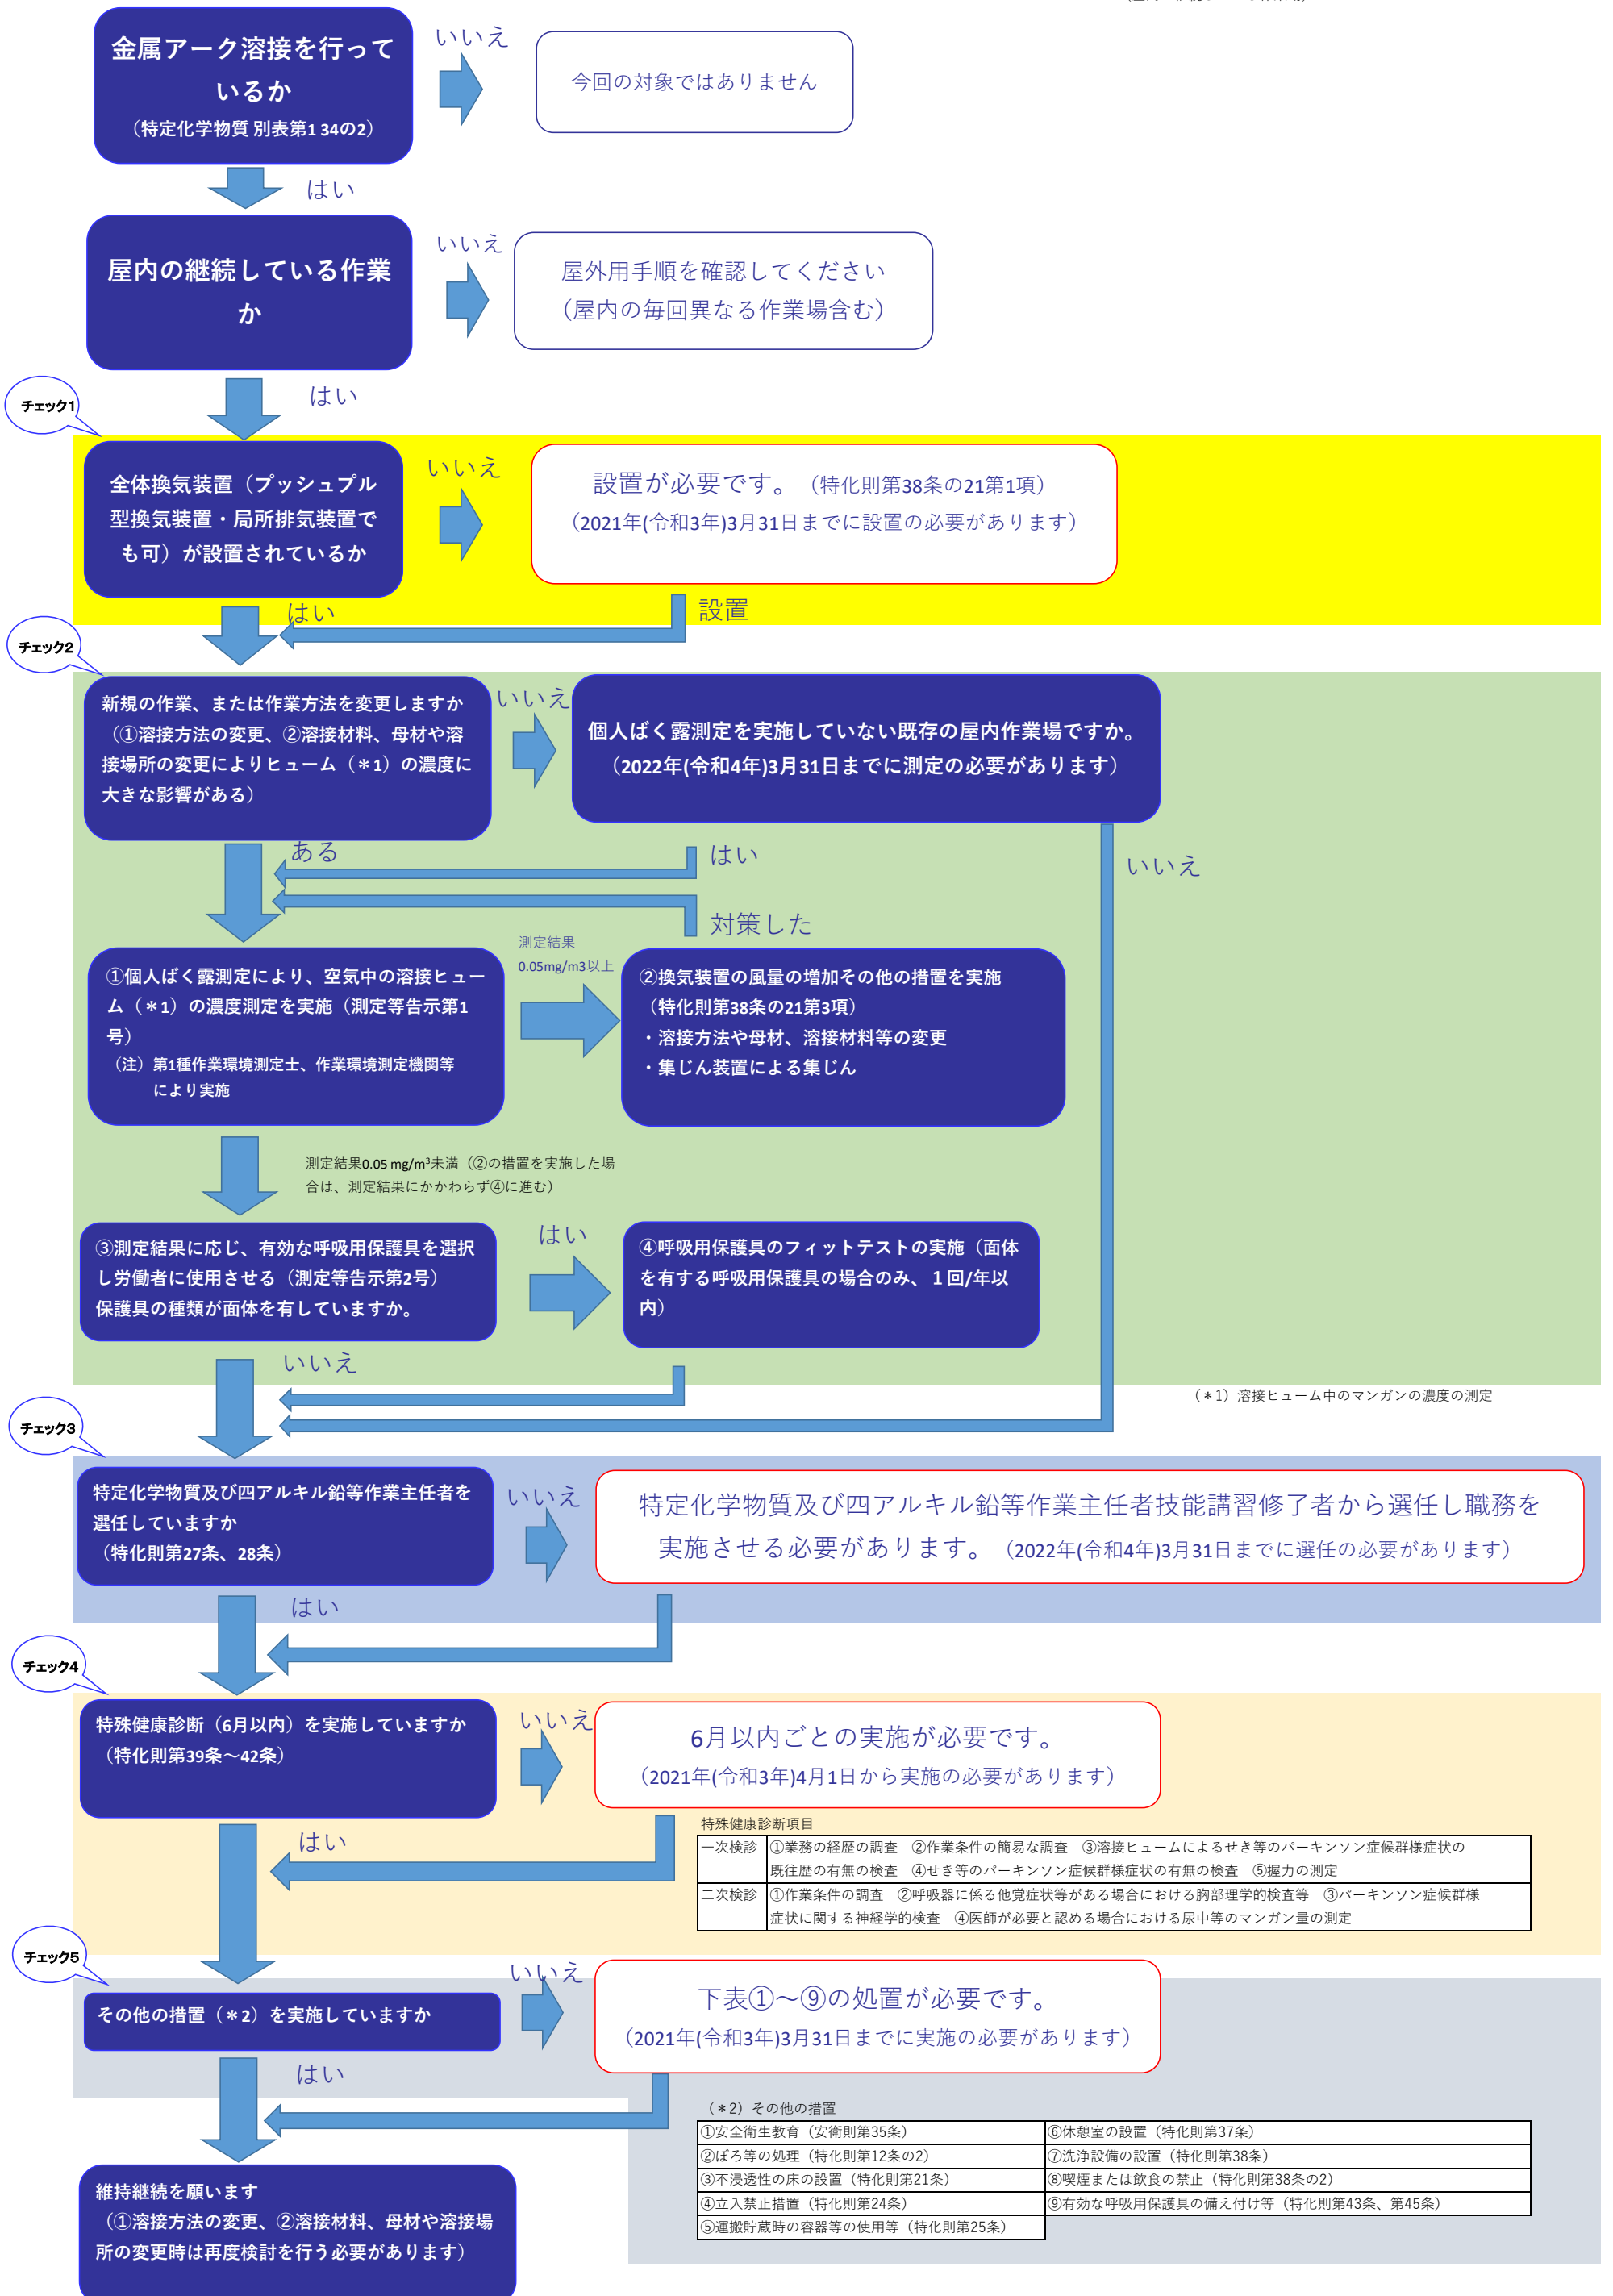 金属アーク溶接を行って
いるか
（特定化学物質 別表第1 34の2）
いいえ
今回の対象ではありません
はい
屋内の継続している作業
か
いいえ
屋外用手順を確認してください
（屋内の毎回異なる作業場含む）
はい
チェック1
全体換気装置（プッシュプル
型換気装置・局所排気装置で
も可）が設置されているか
いいえ
設置が必要です。（特化則第38条の21第1項）
（2021年(令和3年)3月31日までに設置の必要があります）
はい
設置
チェック2
新規の作業、または作業方法を変更しますか
（①溶接方法の変更、②溶接材料、母材や溶
接場所の変更によりヒューム（＊1）の濃度に
大きな影響がある）
いいえ
個人ばく露測定を実施していない既存の屋内作業場ですか。
（2022年(令和4年)3月31日までに測定の必要があります）
ある
はい
いいえ
対策した
①個人ばく露測定により、空気中の溶接ヒュー
ム（＊1）の濃度測定を実施（測定等告示第1
号）
（注）第1種作業環境測定士、作業環境測定機関等
により実施
測定結果
0.05mg/m3以上
②換気装置の風量の増加その他の措置を実施
（特化則第38条の21第3項）
・溶接方法や母材、溶接材料等の変更
・集じん装置による集じん
測定結果0.05 mg/m³未満（②の措置を実施した場
合は、測定結果にかかわらず④に進む）
③測定結果に応じ、有効な呼吸用保護具を選択
し労働者に使用させる（測定等告示第2号）
保護具の種類が面体を有していますか。
はい
④呼吸用保護具のフィットテストの実施（面体
を有する呼吸用保護具の場合のみ、１回/年以
内）
いいえ
（＊1）溶接ヒューム中のマンガンの濃度の測定
チェック3
特定化学物質及び四アルキル鉛等作業主任者を
選任していますか
（特化則第27条、28条）
いいえ
特定化学物質及び四アルキル鉛等作業主任者技能講習修了者から選任し職務を
実施させる必要があります。（2022年(令和4年)3月31日までに選任の必要があります）
はい
チェック4
特殊健康診断（6月以内）を実施していますか
（特化則第39条～42条）
いいえ
6月以内ごとの実施が必要です。
（2021年(令和3年)4月1日から実施の必要があります）
はい
特殊健康診断項目
一次検診 ①業務の経歴の調査 ②作業条件の簡易な調査 ③溶接ヒュームによるせき等のパーキンソン症候群様症状の
既往歴の有無の検査 ④せき等のパーキンソン症候群様症状の有無の検査 ⑤握力の測定
二次検診 ①作業条件の調査 ②呼吸器に係る他覚症状等がある場合における胸部理学的検査等 ③パーキンソン症候群様
症状に関する神経学的検査 ④医師が必要と認める場合における尿中等のマンガン量の測定
チェック5
その他の措置（＊2）を実施していますか
いいえ
下表①～⑨の処置が必要です。
（2021年(令和3年)3月31日までに実施の必要があります）
はい
（＊2）その他の措置
①安全衛生教育（安衛則第35条） ⑥休憩室の設置（特化則第37条）
②ぼろ等の処理（特化則第12条の2） ⑦洗浄設備の設置（特化則第38条）
③不浸透性の床の設置（特化則第21条） ⑧喫煙または飲食の禁止（特化則第38条の2）
④立入禁止措置（特化則第24条） ⑨有効な呼吸用保護具の備え付け等（特化則第43条、第45条）
⑤運搬貯蔵時の容器等の使用等（特化則第25条）
維持継続を願います
（①溶接方法の変更、②溶接材料、母材や溶接場
所の変更時は再度検討を行う必要があります）